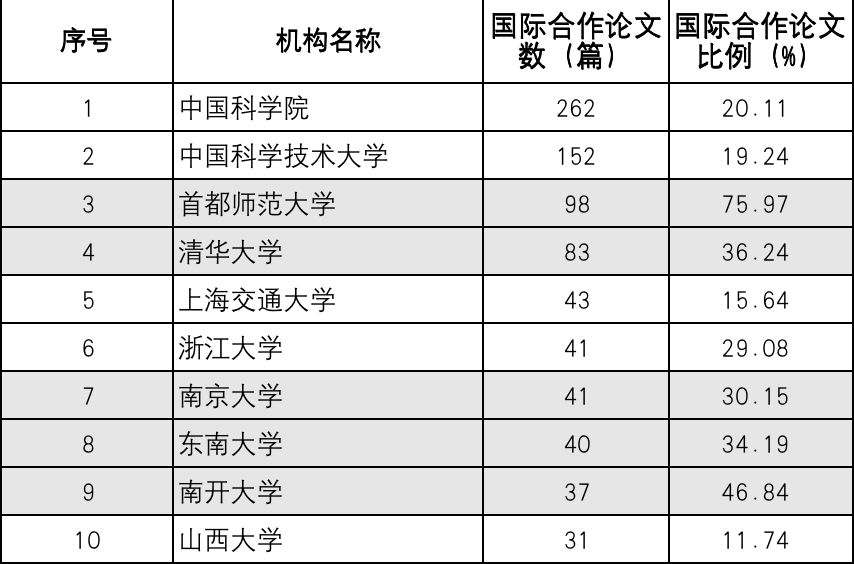 序号 机构名称 国际合作论文数（篇） 国际合作论文比例（%）
1 中国科学院 262 20.11
2 中国科学技术大学 152 19.24
3 首都师范大学 98 75.97
4 清华大学 83 36.24
5 上海交通大学 43 15.64
6 浙江大学 41 29.08
7 南京大学 41 30.15
8 东南大学 40 34.19
9 南开大学 37 46.84
10 山西大学 31 11.74